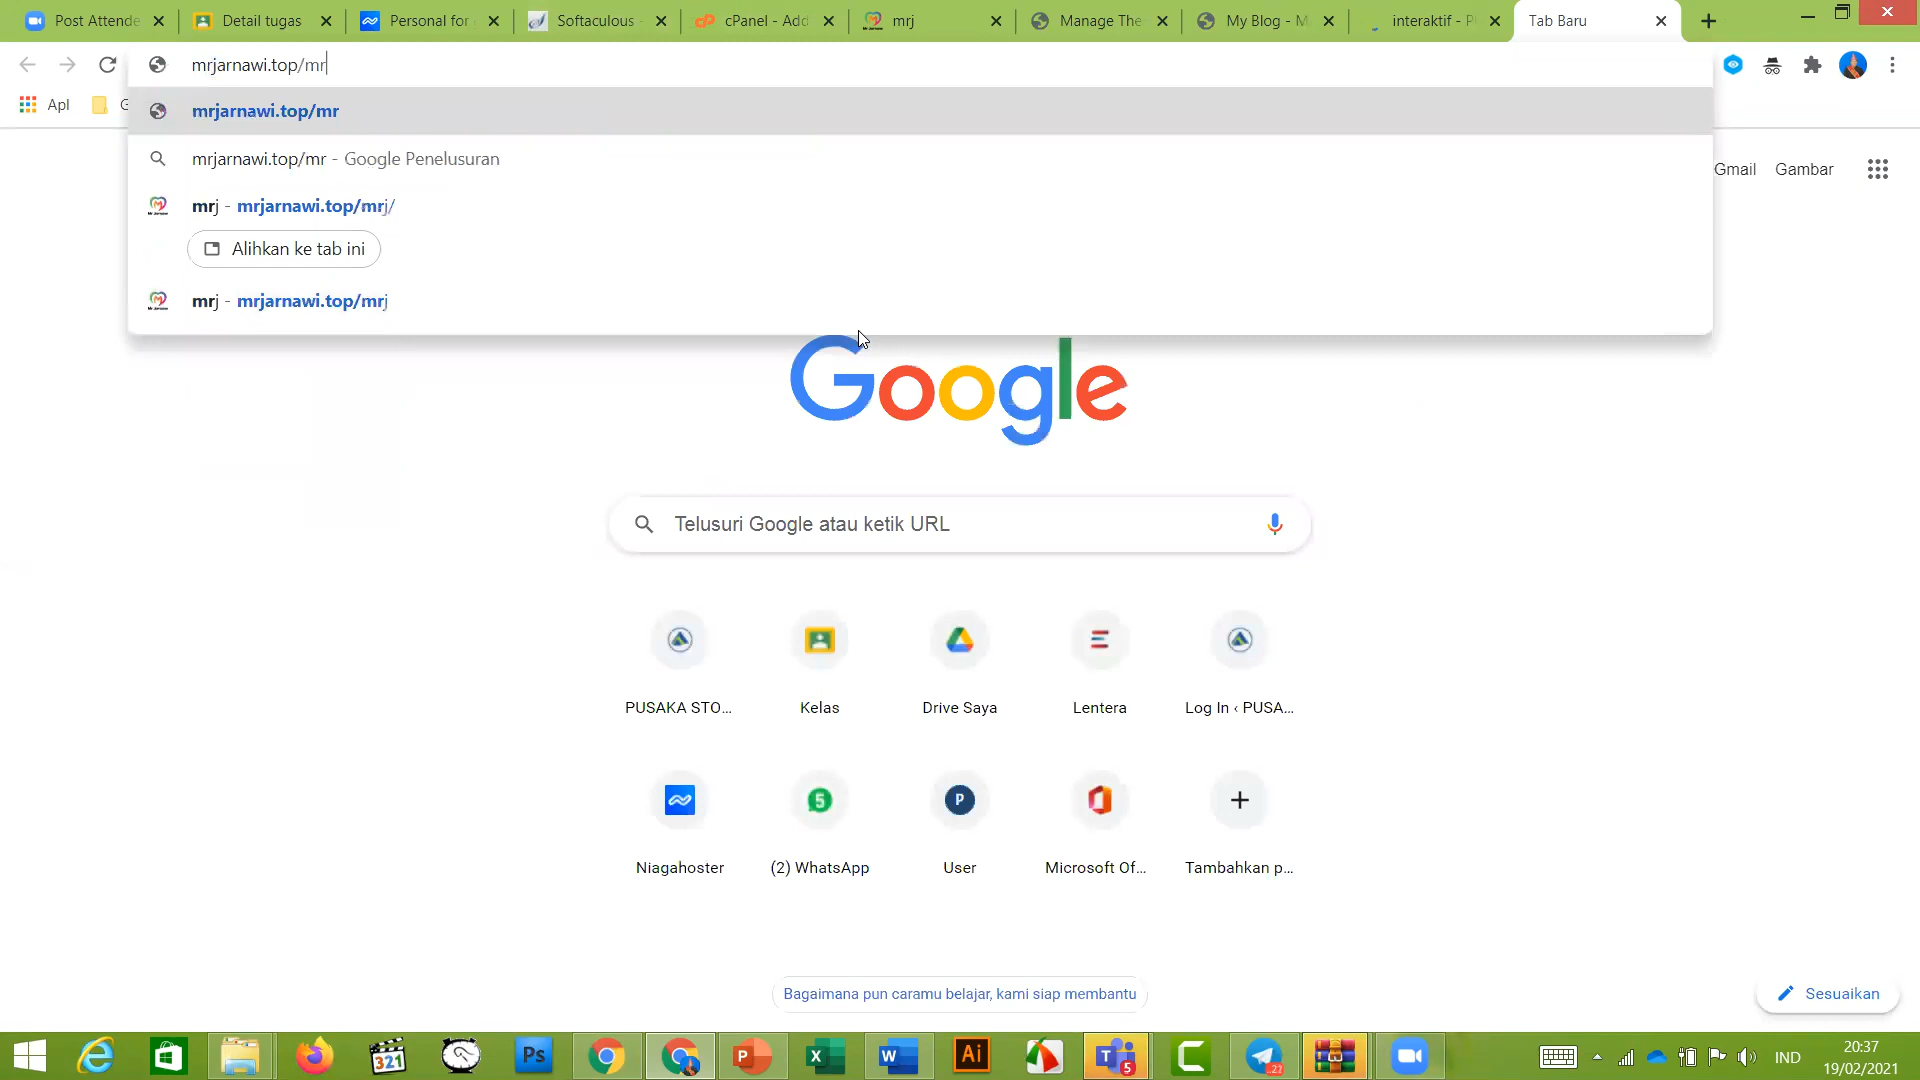 Post Attende
Detail tugas
Personal for
Softaculous -
cPanel - Add
mrj
Manage The
My Blog - M
interaktif - P
Tab Baru
mrjarnawi.top/mr
Apl
G
mrjarnawi.top/mr
mrjarnawi.top/mr - Google Penelusuran
mrj - mrjarnawi.top/mrj/
Alihkan ke tab ini
mrj - mrjarnawi.top/mrj
Gmail
Gambar
Google
Telusuri Google atau ketik URL
PUSAKA STO...
Kelas
Drive Saya
Lentera
Log In ‹ PUSA...
Niagahoster
(2) WhatsApp
User
Microsoft Of...
Tambahkan p...
Bagaimana pun caramu belajar, kami siap membantu
Sesuaikan
IND
20:37
19/02/2021